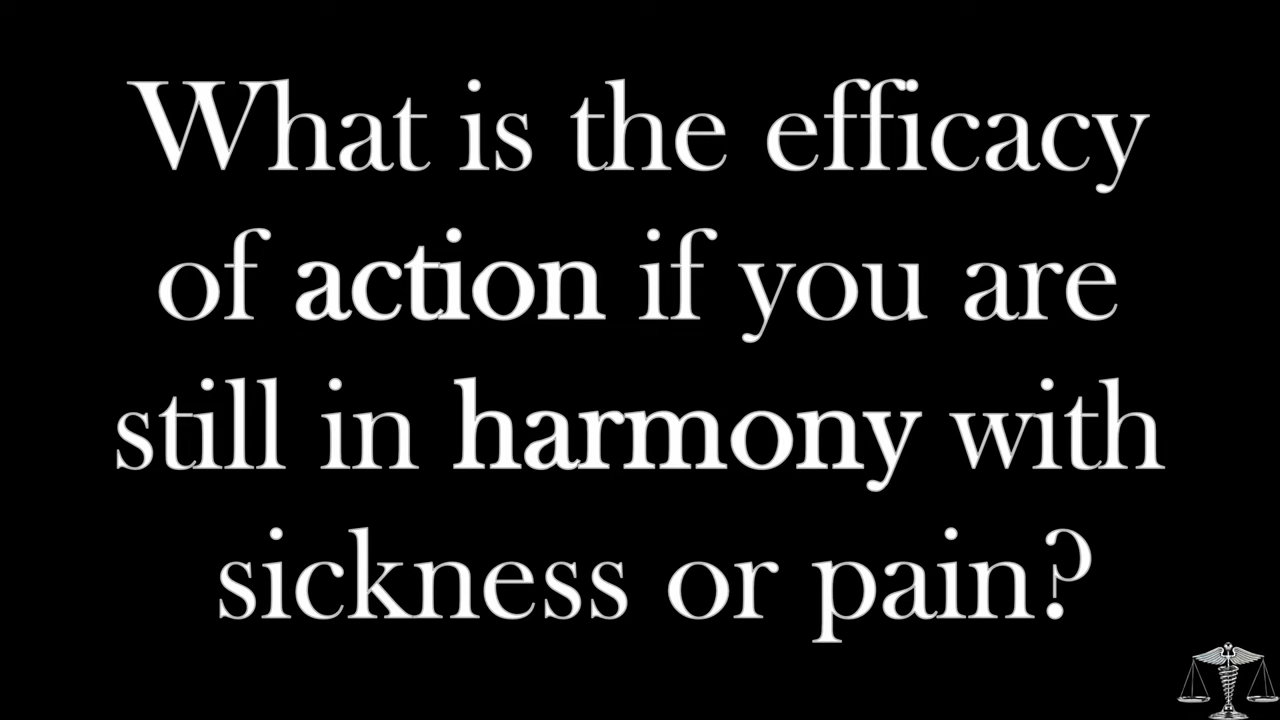 What is the efficacy
of action if you are
still in harmony with
sickness or pain?